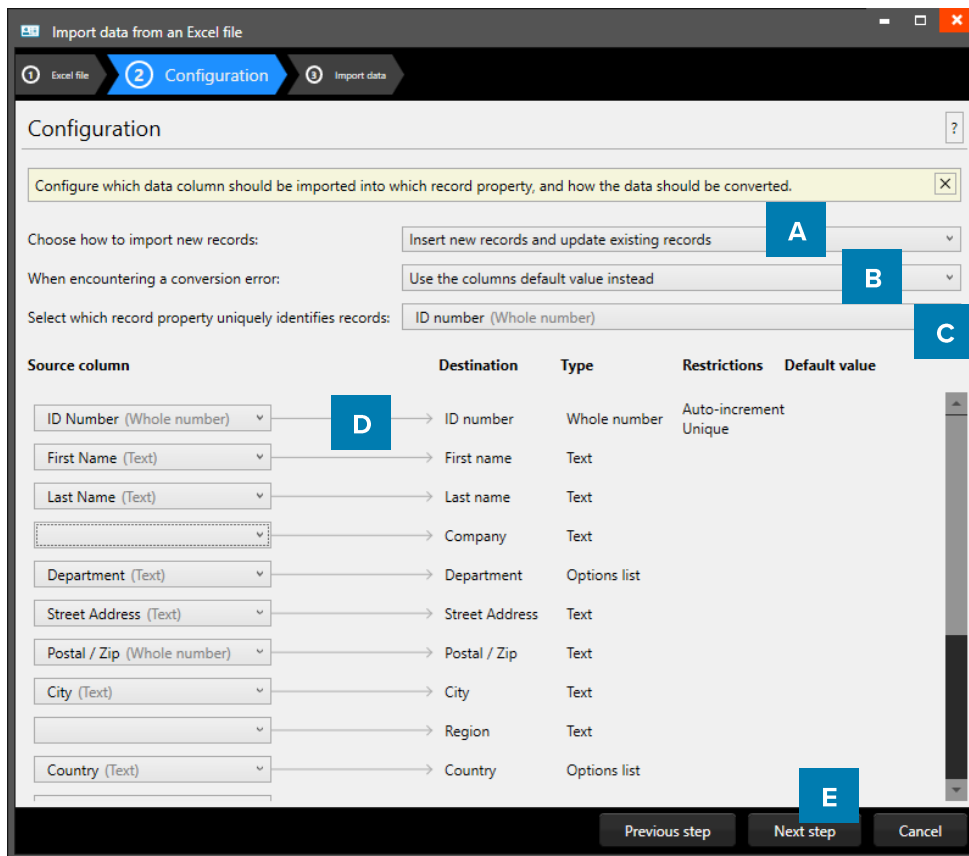 Import data from an Excel file
1 Excel file 2 Configuration 3 Import data
Configuration ?
Configure which data column should be imported into which record property, and how the data should be converted.
A
Choose how to import new records: Insert new records and update existing records
B
When encountering a conversion error: Use the columns default value instead
C
Select which record property uniquely identifies records: ID number (Whole number)
Source column Destination Type Restrictions Default value
D
ID Number (Whole number) ID number Whole number Auto-increment
Unique
First Name (Text) First name Text
Last Name (Text) Last name Text
Company Text
Department (Text) Department Options list
Street Address (Text) Street Address Text
Postal / Zip (Whole number) Postal / Zip Text
City (Text) City Text
Region Text
Country (Text) Country Options list
E
Previous step Next step Cancel